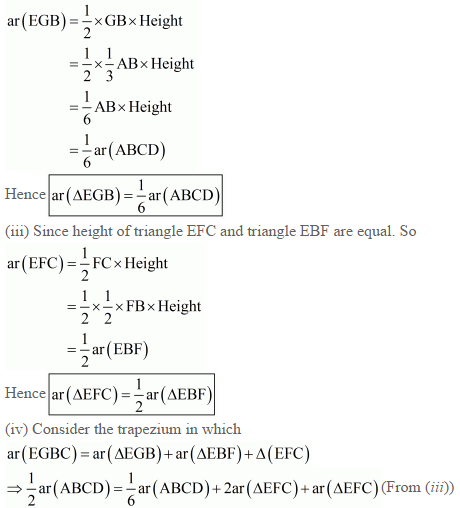 ar(EGB) = 1/2 × GB × Height
= 1/2 × 1/3 AB × Height
= 1/6 AB × Height
= 1/6 ar(ABCD)
Hence ar(ΔEGB) = 1/6 ar(ABCD)
(iii) Since height of triangle EFC and triangle EBF are equal. So
ar(EFC) = 1/2 FC × Height
= 1/2 × 1/2 × FB × Height
= 1/2 ar(EBF)
Hence ar(ΔEFC) = 1/2 ar(ΔEBF)
(iv) Consider the trapezium in which
ar(EGBC) = ar(ΔEGB) + ar(ΔEBF) + Δ(EFC)
⇒ 1/2 ar(ABCD) = 1/6 ar(ABCD) + 2ar(ΔEFC) + ar(ΔEFC) (From (iii))